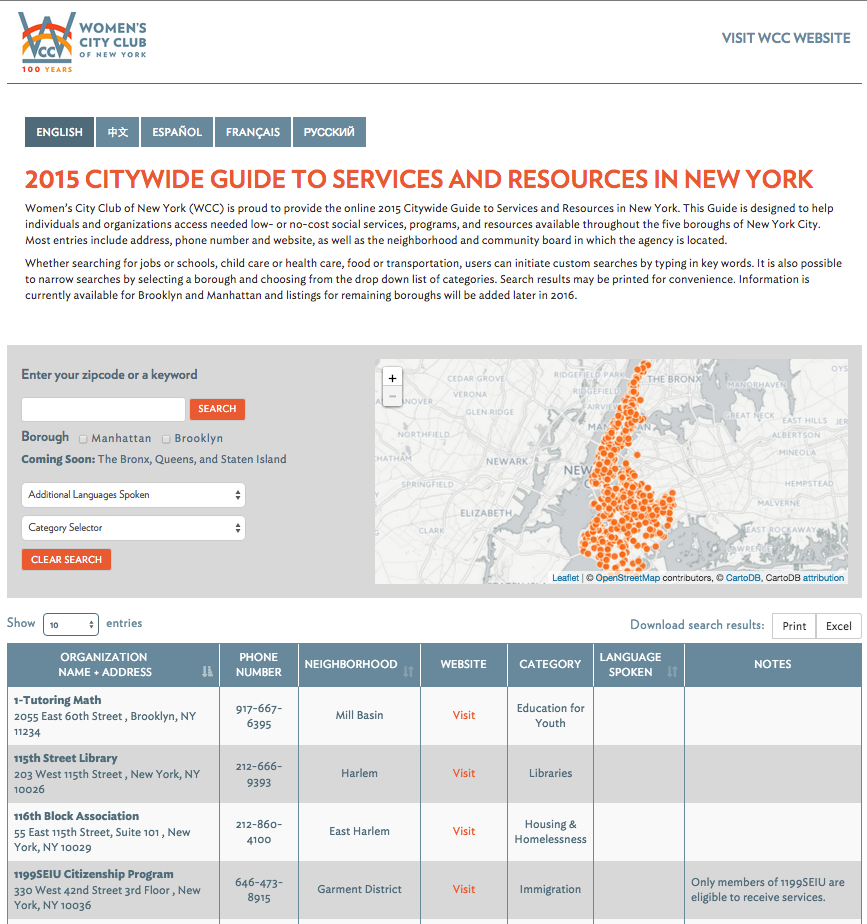 WOMEN'S
CITY CLUB
OF NEW YORK
WCC
100 YEARS
VISIT WCC WEBSITE
ENGLISH 中文 ESPAÑOL FRANÇAIS РУССКИЙ
2015 CITYWIDE GUIDE TO SERVICES AND RESOURCES IN NEW YORK
Women's City Club of New York (WCC) is proud to provide the online 2015 Citywide Guide to Services and Resources in New York. This Guide is designed to help
individuals and organizations access needed low- or no-cost social services, programs, and resources available throughout the five boroughs of New York City.
Most entries include address, phone number and website, as well as the neighborhood and community board in which the agency is located.
Whether searching for jobs or schools, child care or health care, food or transportation, users can initiate custom searches by typing in key words. It is also possible
to narrow searches by selecting a borough and choosing from the drop down list of categories. Search results may be printed for convenience. Information is
currently available for Brooklyn and Manhattan and listings for remaining boroughs will be added later in 2016.
Enter your zipcode or a keyword
SEARCH
Borough Manhattan Brooklyn
Coming Soon: The Bronx, Queens, and Staten Island
Additional Languages Spoken
Category Selector
CLEAR SEARCH
+
−
CEDAR GROVE
RIDGEFIELD PARK
THE BRONX
VERONA
RIDGEFIELD
MANORHAVEN
GLEN RIDGE
GREAT NECK
EAST HILLS
NORTHFIELD
ALBERTSON
MINEOLA
CHATHAM
NEWARK
NEW
SPRINGFIELD
HEMPSTEAD
MALVERNE
ELIZABETH
CLARK
EAST ROCKAWAY
Leaflet | © OpenStreetMap contributors, © CartoDB, CartoDB attribution
Show 10 entries
Download search results: Print Excel
ORGANIZATION
NAME + ADDRESS
PHONE
NUMBER
NEIGHBORHOOD
WEBSITE
CATEGORY
LANGUAGE
SPOKEN
NOTES
1-Tutoring Math
2055 East 60th Street , Brooklyn, NY
11234
917-667-
6395
Mill Basin
Visit
Education for
Youth
115th Street Library
203 West 115th Street , New York, NY
10026
212-666-
9393
Harlem
Visit
Libraries
116th Block Association
55 East 115th Street, Suite 101 , New
York, NY 10029
212-860-
4100
East Harlem
Visit
Housing &
Homelessness
1199SEIU Citizenship Program
330 West 42nd Street 3rd Floor , New
York, NY 10036
646-473-
8915
Garment District
Visit
Immigration
Only members of 1199SEIU are
eligible to receive services.